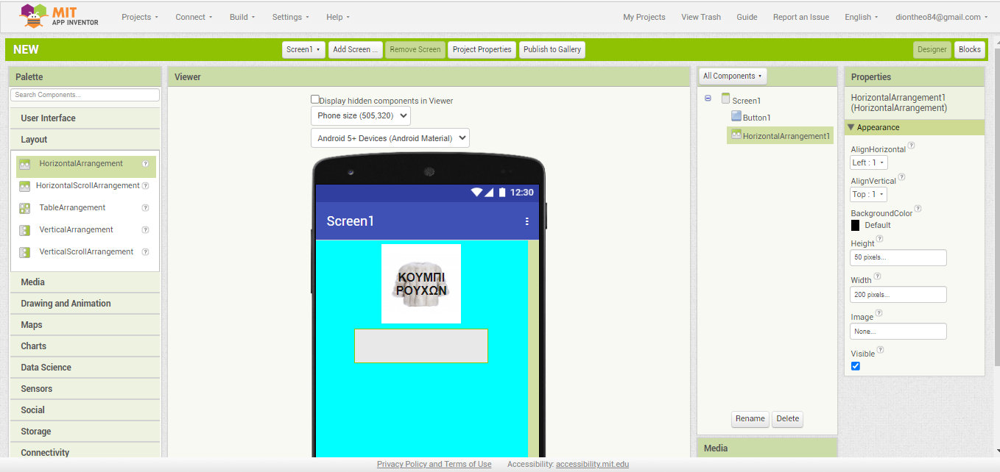 MIT
APP INVENTOR
Projects Connect Build Settings Help My Projects View Trash Guide Report an Issue English diontheo84@gmail.com
NEW
Screen1 Add Screen ... Remove Screen Project Properties Publish to Gallery Designer Blocks
Palette
Search Components...
User Interface
Layout
HorizontalArrangement ?
HorizontalScrollArrangement ?
TableArrangement ?
VerticalArrangement ?
VerticalScrollArrangement ?
Media
Drawing and Animation
Maps
Charts
Data Science
Sensors
Social
Storage
Connectivity
Viewer
Display hidden components in Viewer
Phone size (505,320)
Android 5+ Devices (Android Material)
12:30
Screen1
ΚΟΥΜΠΙ
ΡΟΥΧΩΝ
All Components
Screen1
Button1
HorizontalArrangement1
Rename Delete
Media
Properties
HorizontalArrangement1
(HorizontalArrangement)
Appearance
AlignHorizontal ?
Left : 1
AlignVertical ?
Top : 1
BackgroundColor ?
Default
Height ?
50 pixels...
Width ?
200 pixels...
Image ?
None...
Visible ?
Privacy Policy and Terms of Use Accessibility: accessibility.mit.edu